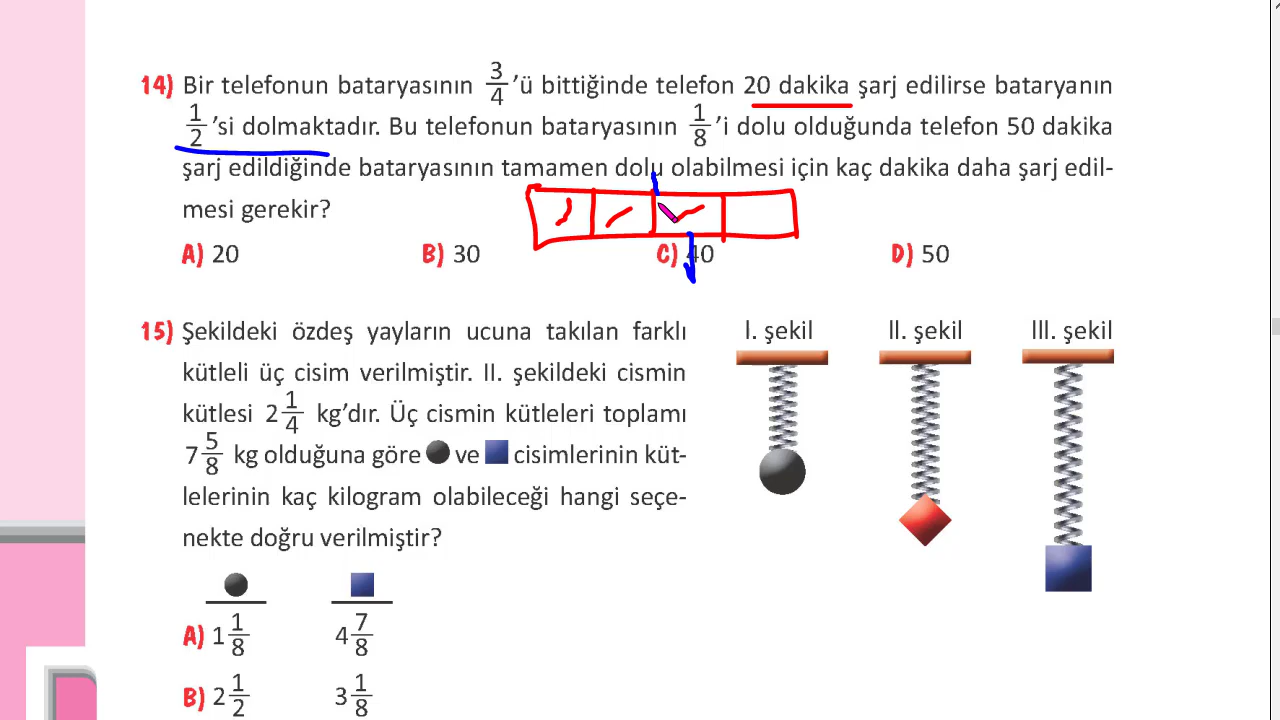 14) Bir telefonun bataryasının 3/4 'ü bittiğinde telefon 20 dakika şarj edilirse bataryanın
1/2 'si dolmaktadır. Bu telefonun bataryasının 1/8 'i dolu olduğunda telefon 50 dakika
şarj edildiğinde bataryasının tamamen dolu olabilmesi için kaç dakika daha şarj edil-
mesi gerekir?
A) 20 B) 30 C) 40 D) 50
15) Şekildeki özdeş yayların ucuna takılan farklı
kütleli üç cisim verilmiştir. II. şekildeki cismin
kütlesi 2 1/4 kg'dır. Üç cismin kütleleri toplamı
7 5/8 kg olduğuna göre ve cisimlerinin küt-
lelerinin kaç kilogram olabileceği hangi seçe-
nekte doğru verilmiştir?
I. şekil II. şekil III. şekil
A) 1 1/8 4 7/8
B) 2 1/2 3 1/8